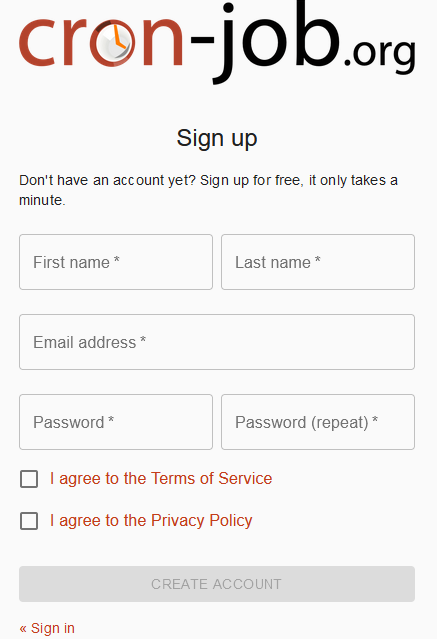 cron-job.org
Sign up
Don't have an account yet? Sign up for free, it only takes a
minute.
First name *
Last name *
Email address *
Password *
Password (repeat) *
I agree to the Terms of Service
I agree to the Privacy Policy
CREATE ACCOUNT
« Sign in